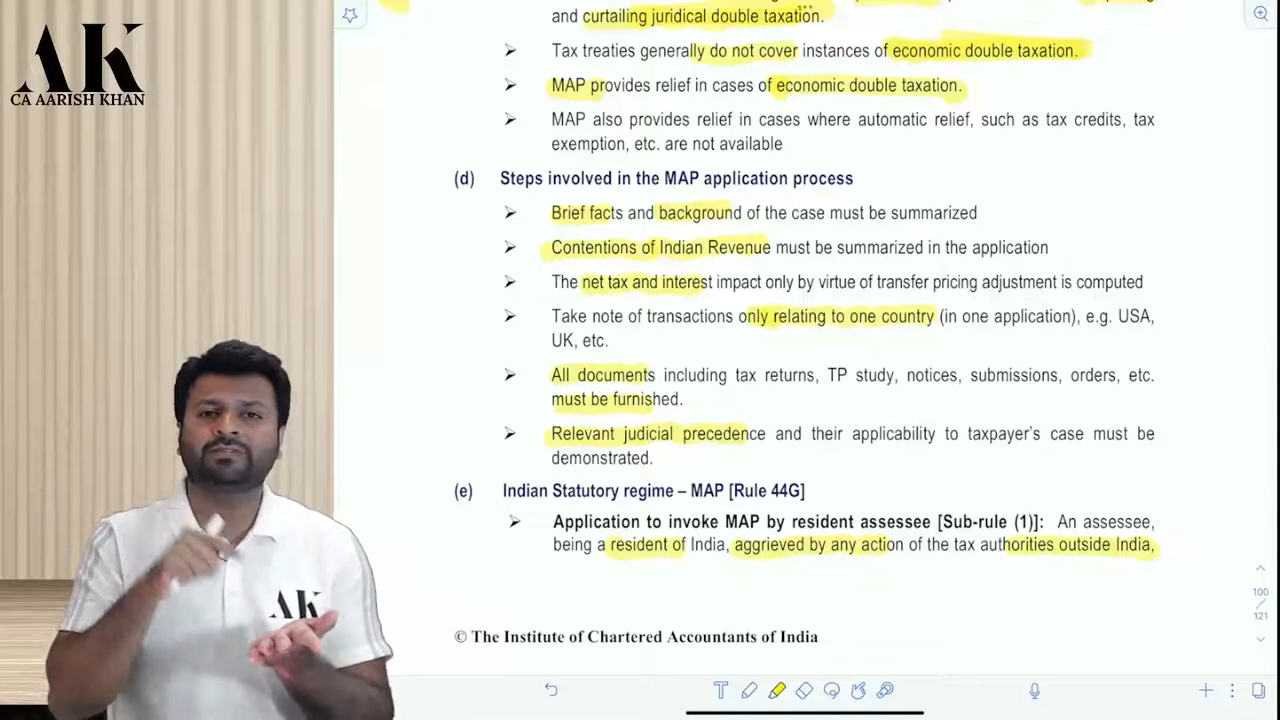 AK
CA AARISH KHAN
and curtailing juridical double taxation.
➢ Tax treaties generally do not cover instances of economic double taxation.
➢ MAP provides relief in cases of economic double taxation.
➢ MAP also provides relief in cases where automatic relief, such as tax credits, tax
exemption, etc. are not available
(d) Steps involved in the MAP application process
➢ Brief facts and background of the case must be summarized
➢ Contentions of Indian Revenue must be summarized in the application
➢ The net tax and interest impact only by virtue of transfer pricing adjustment is computed
➢ Take note of transactions only relating to one country (in one application), e.g. USA,
UK, etc.
➢ All documents including tax returns, TP study, notices, submissions, orders, etc.
must be furnished.
➢ Relevant judicial precedence and their applicability to taxpayer's case must be
demonstrated.
(e) Indian Statutory regime – MAP [Rule 44G]
➢ Application to invoke MAP by resident assessee [Sub-rule (1)]: An assessee,
being a resident of India, aggrieved by any action of the tax authorities outside India,
© The Institute of Chartered Accountants of India
100
/
121
AK
T